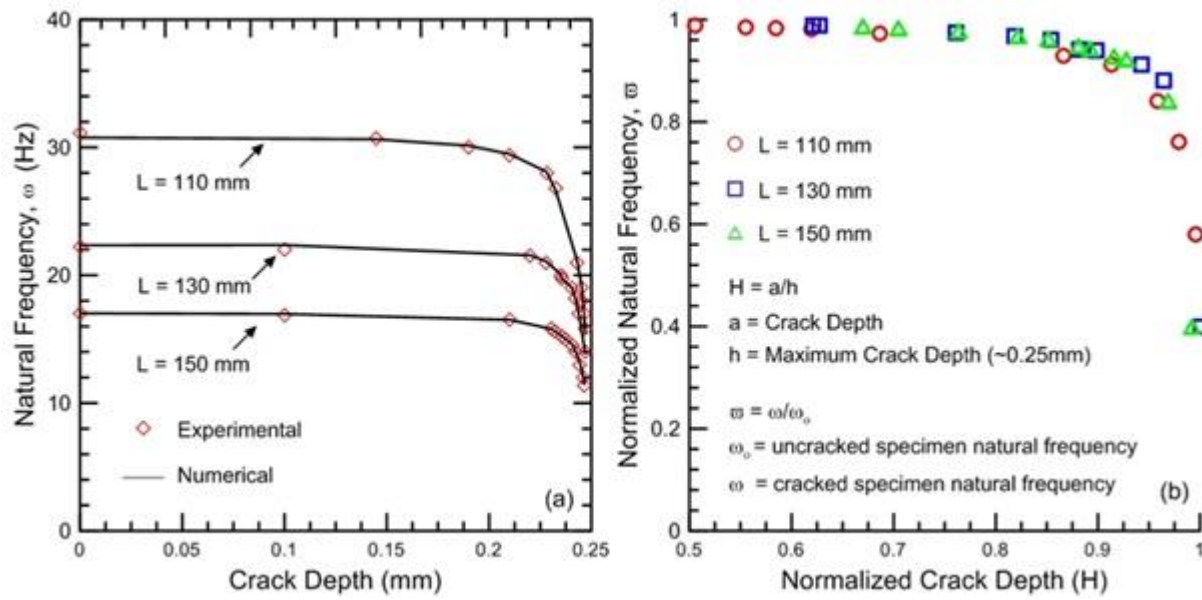 40
30
20
10
0
0
0.05
0.1
0.15
0.2
0.25
Natural Frequency, ω (Hz)
Crack Depth (mm)
L = 110 mm
L = 130 mm
L = 150 mm
Experimental
Numerical
(a)
1
0.8
0.6
0.4
0.2
0
0.5
0.6
0.7
0.8
0.9
1
Normalized Natural Frequency, ϖ
Normalized Crack Depth (H)
L = 110 mm
L = 130 mm
L = 150 mm
H = a/h
a = Crack Depth
h = Maximum Crack Depth (~0.25mm)
ϖ = ω/ωₒ
ωₒ = uncracked specimen natural frequency
ω = cracked specimen natural frequency
(b)